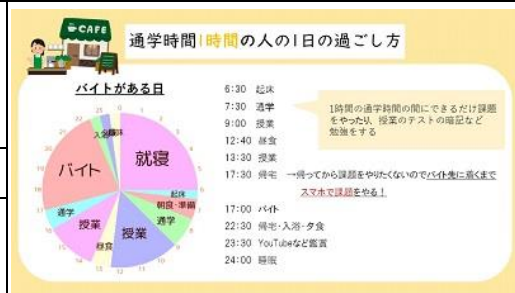 CAFE
通学時間1時間の人の1日の過ごし方
バイトがある日
就寝
起床
朝食・準備
通学
授業
昼食
授業
通学
バイト
6:30 起床
7:30 通学
9:00 授業
12:40 昼食
13:30 授業
17:30 帰宅 →帰ってから課題をやりたくないのでバイト先に着くまで
スマホで課題をやる!
17:00 バイト
22:30 帰宅・入浴・夕食
23:30 YouTubeなど鑑賞
24:00 睡眠
1時間の通学時間の間にできるだけ課題
をやったり、授業のテストの暗記など
勉強をする